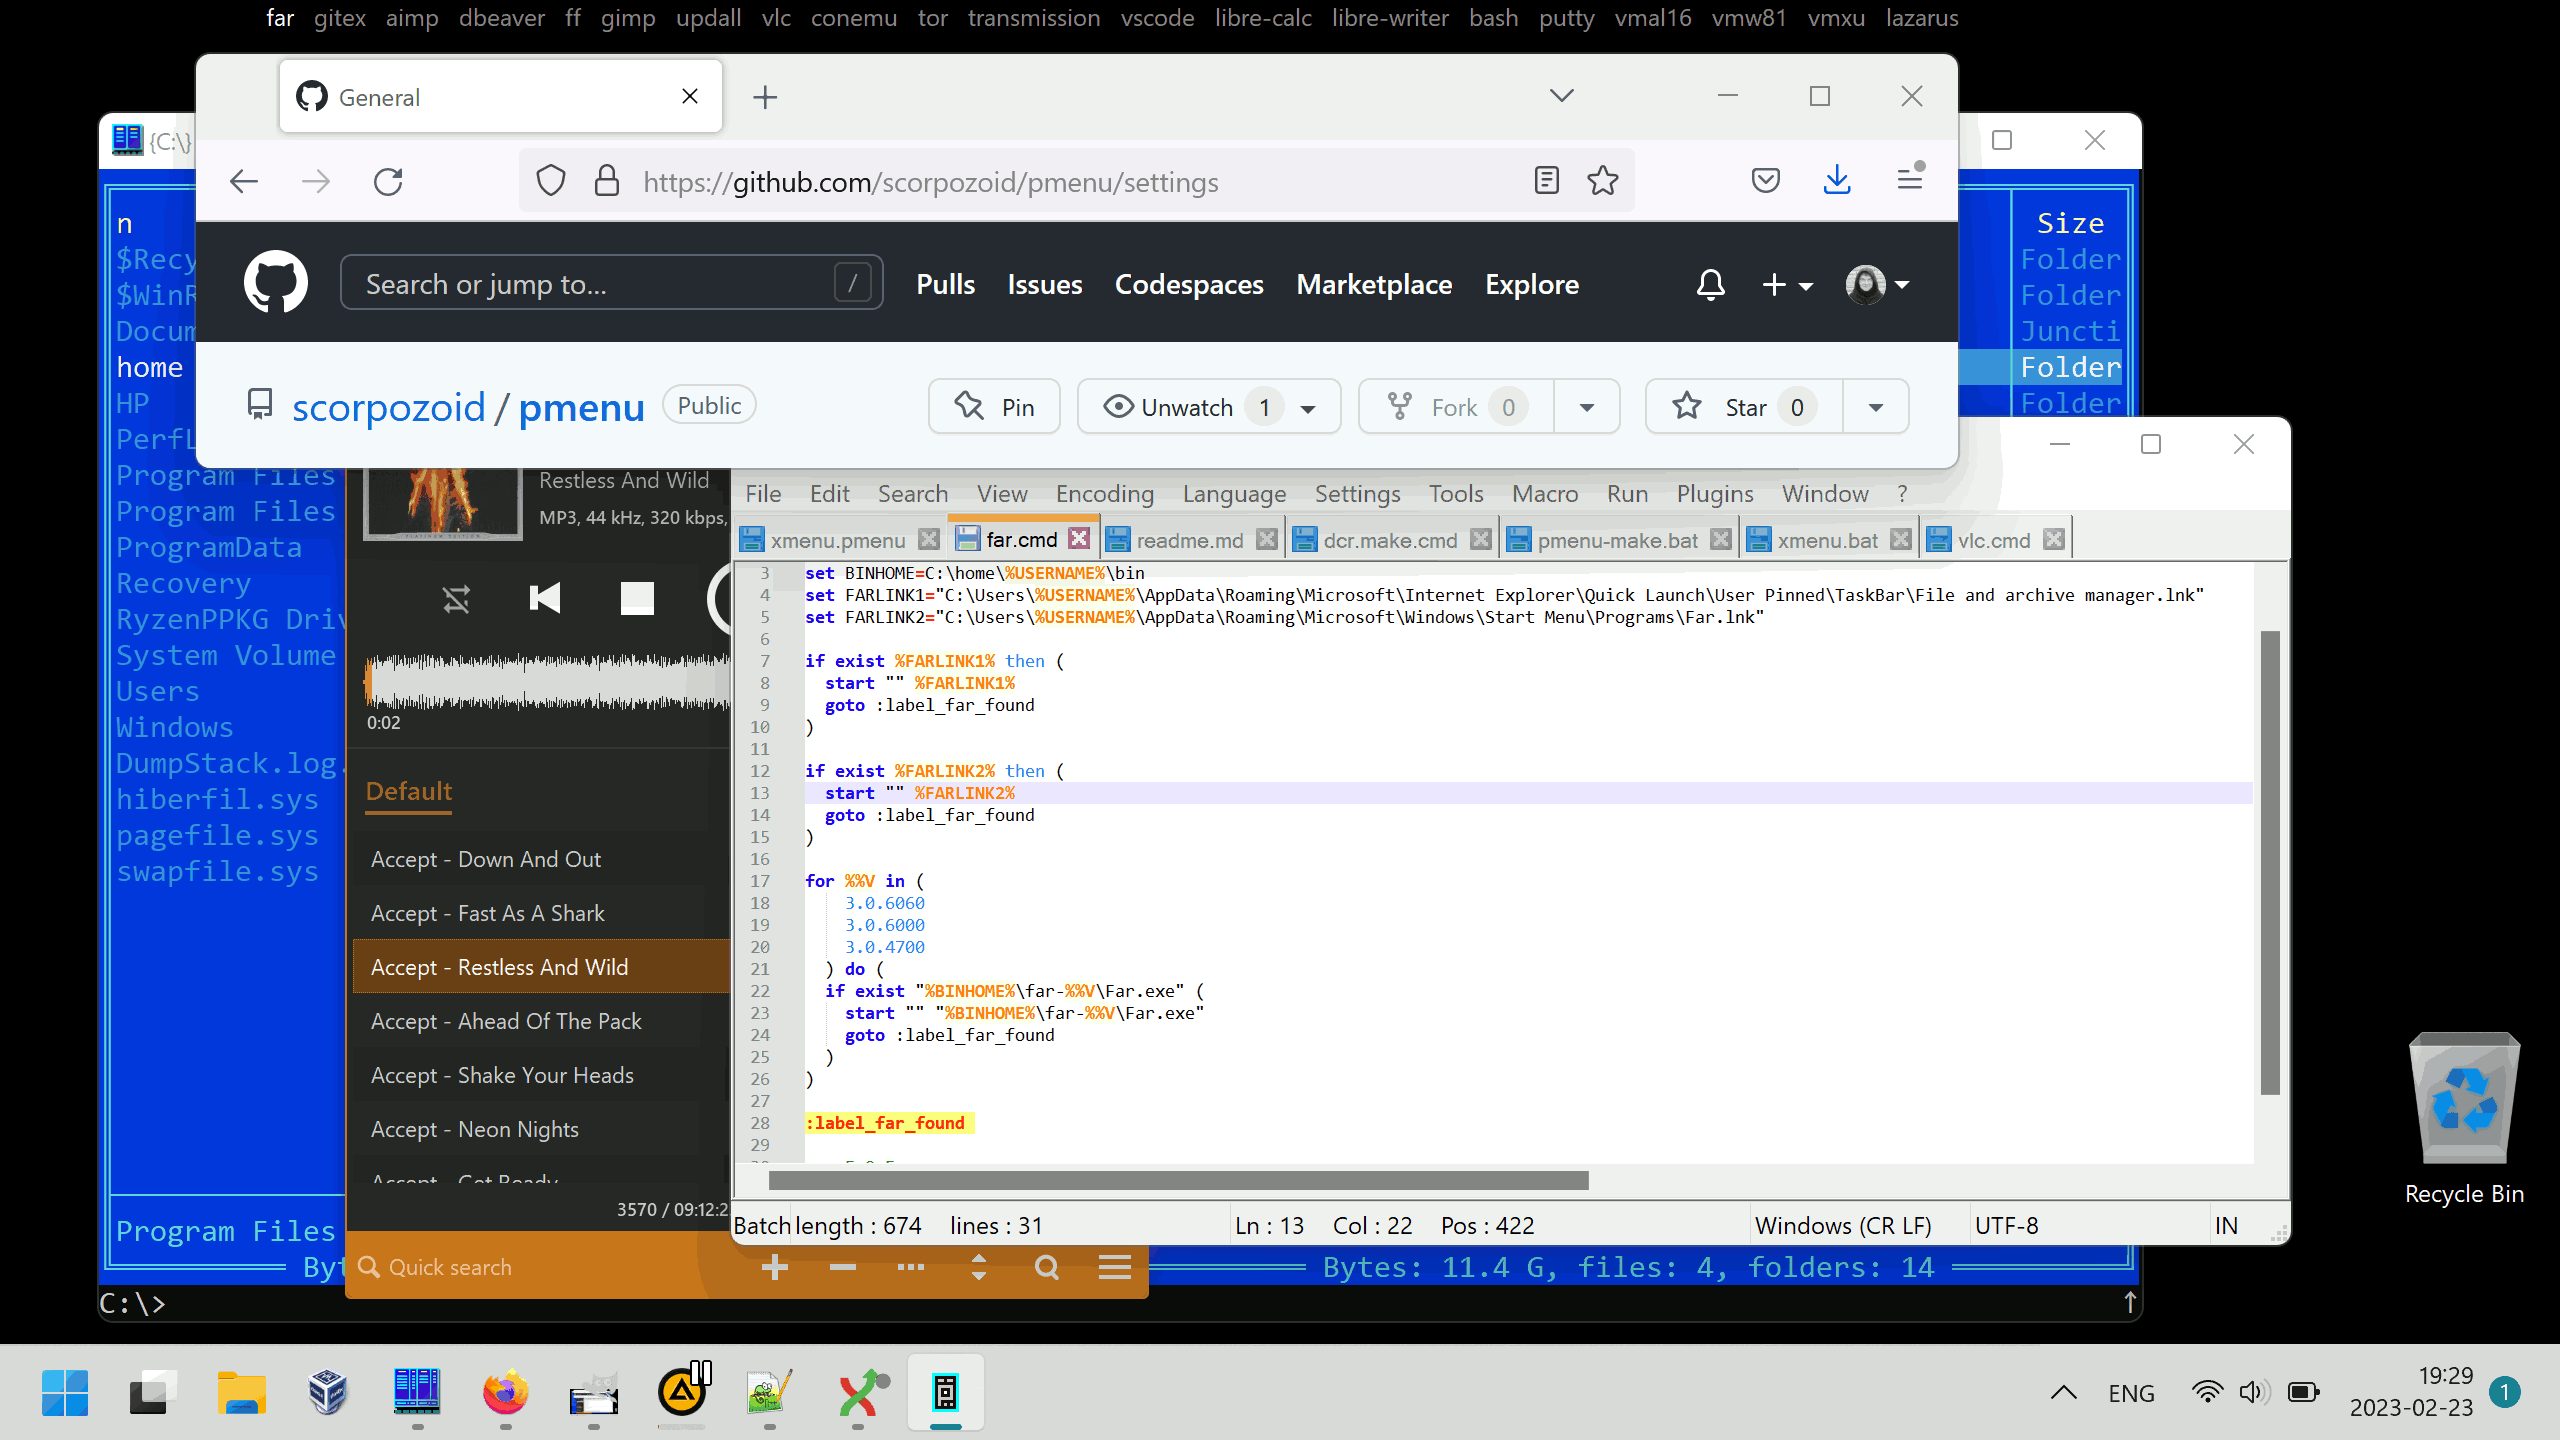 far gitex aimp dbeaver ff gimp updall vlc conemu tor transmission vscode libre-calc libre-writer bash putty vmal16 vmw81 vmxu lazarus
General
{C:\}
https://github.com/scorpozoid/pmenu/settings
Search or jump to...
/
Pulls Issues Codespaces Marketplace Explore
scorpozoid / pmenu Public
Pin
Unwatch 1
Fork 0
Star 0
n
$Recy
$WinR
Docum
home
HP
PerfL
Program Files
Program Files
ProgramData
Recovery
RyzenPPKG Driv
System Volume
Users
Windows
DumpStack.log.
hiberfil.sys
pagefile.sys
swapfile.sys
Program Files
Byt
C:\>
Size
Folder
Folder
Juncti
Folder
Folder
Bytes: 11.4 G, files: 4, folders: 14
↑
Restless And Wild
MP3, 44 kHz, 320 kbps,
0:02
Default
Accept - Down And Out
Accept - Fast As A Shark
Accept - Restless And Wild
Accept - Ahead Of The Pack
Accept - Shake Your Heads
Accept - Neon Nights
Accept - Get Ready
3570 / 09:12:2
Quick search
File Edit Search View Encoding Language Settings Tools Macro Run Plugins Window ?
xmenu.pmenu far.cmd readme.md dcr.make.cmd pmenu-make.bat xmenu.bat vlc.cmd
3 set BINHOME=C:\home\%USERNAME%\bin
4 set FARLINK1="C:\Users\%USERNAME%\AppData\Roaming\Microsoft\Internet Explorer\Quick Launch\User Pinned\TaskBar\File and archive manager.lnk"
5 set FARLINK2="C:\Users\%USERNAME%\AppData\Roaming\Microsoft\Windows\Start Menu\Programs\Far.lnk"
6
7 if exist %FARLINK1% then (
8 start "" %FARLINK1%
9 goto :label_far_found
10 )
11
12 if exist %FARLINK2% then (
13 start "" %FARLINK2%
14 goto :label_far_found
15 )
16
17 for %%V in (
18 3.0.6060
19 3.0.6000
20 3.0.4700
21 ) do (
22 if exist "%BINHOME%\far-%%V\Far.exe" (
23 start "" "%BINHOME%\far-%%V\Far.exe"
24 goto :label_far_found
25 )
26 )
27
28 :label_far_found
29
Batch length : 674 lines : 31 Ln : 13 Col : 22 Pos : 422 Windows (CR LF) UTF-8 IN
Recycle Bin
ENG
19:29
2023-02-23
1